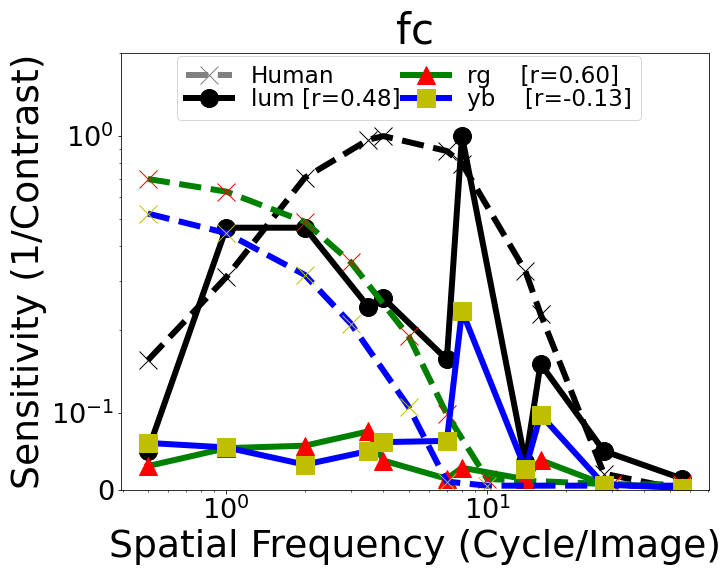 fc
Human
lum [r=0.48]
rg [r=0.60]
yb [r=-0.13]
Sensitivity (1/Contrast)
10⁰
10⁻¹
0
10⁰ 10¹
Spatial Frequency (Cycle/Image)